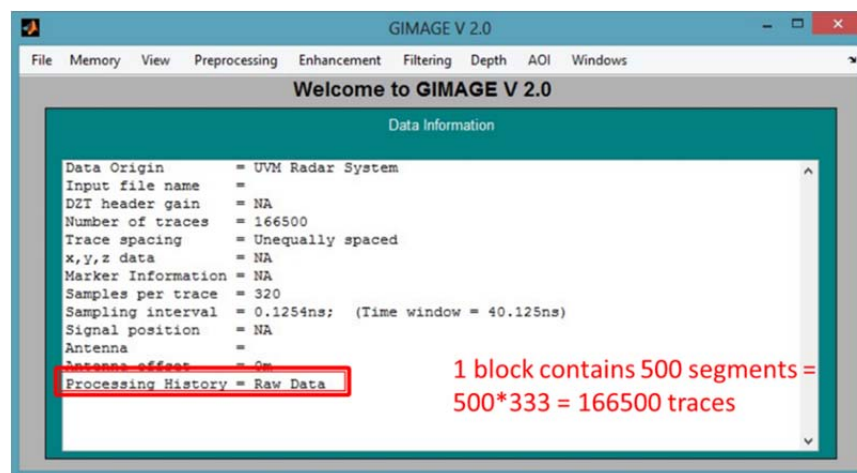 GIMAGE V 2.0
File Memory View Preprocessing Enhancement Filtering Depth AOI Windows
Welcome to GIMAGE V 2.0
Data Information
Data Origin = UVM Radar System
Input file name =
DZT header gain = NA
Number of traces = 166500
Trace spacing = Unequally spaced
x,y,z data = NA
Marker Information = NA
Samples per trace = 320
Sampling interval = 0.1254ns; (Time window = 40.125ns)
Signal position = NA
Antenna =
Antenna offset = 0m
Processing History = Raw Data
1 block contains 500 segments =
500*333 = 166500 traces